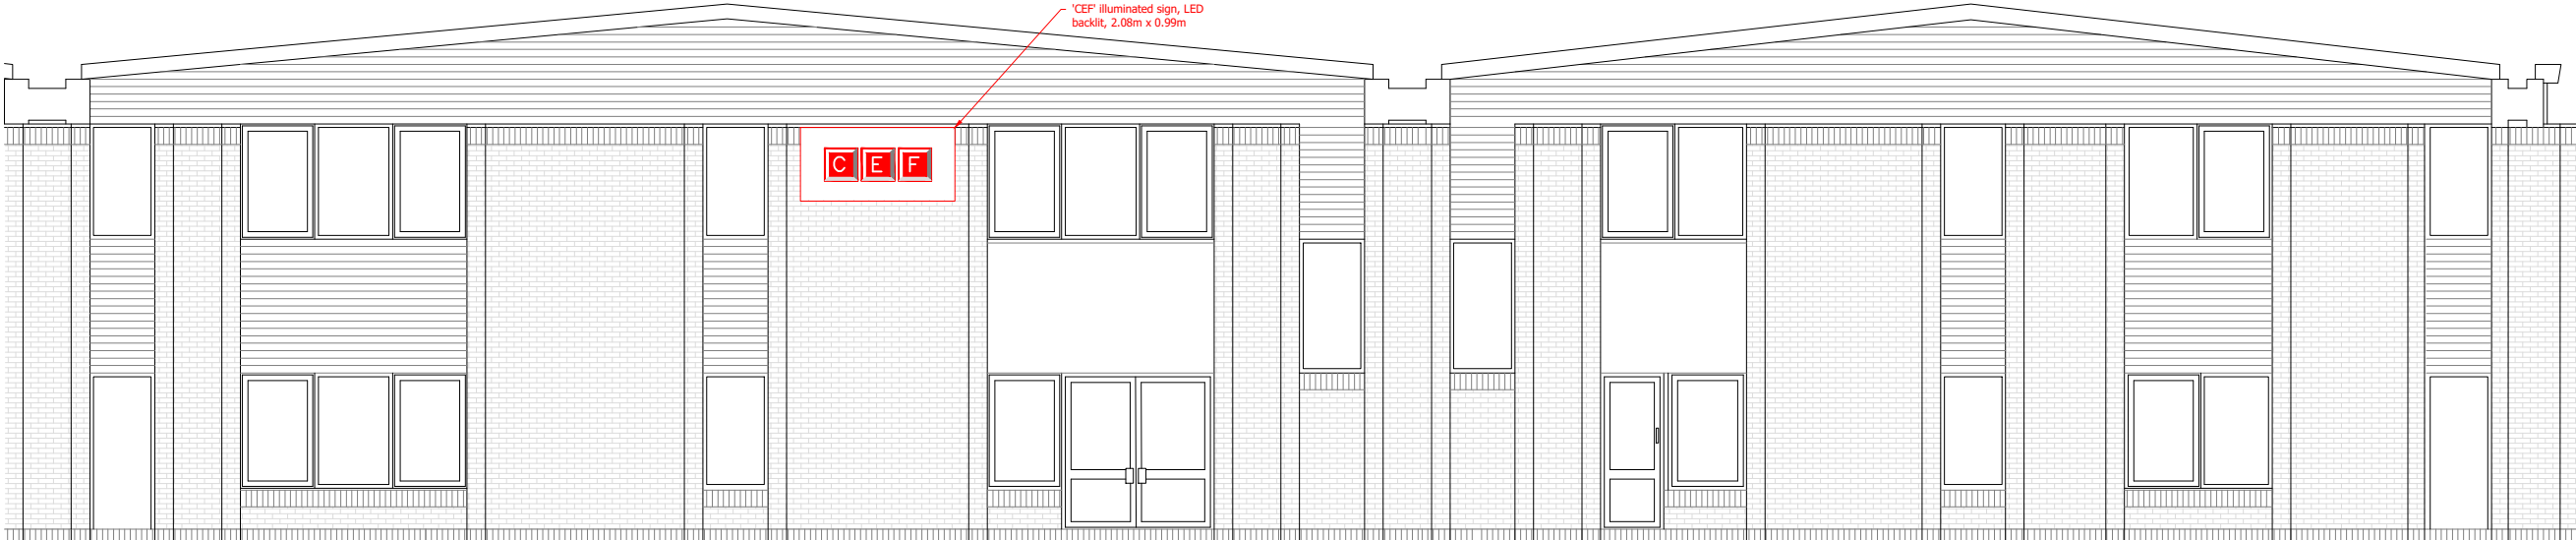 'CEF' illuminated sign, LED
backlit, 2.08m x 0.99m
C E F